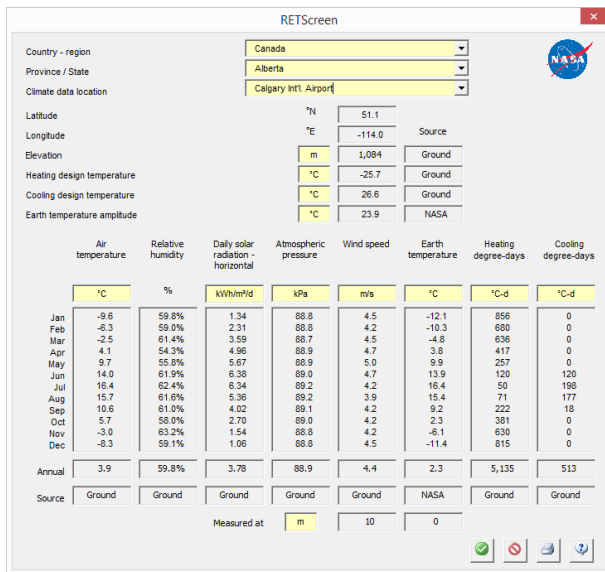 RETScreen
Country - region Canada
Province / State Alberta
Climate data location Calgary Int'l. Airport
NASA
Latitude °N 51.1
Longitude °E -114.0 Source
Elevation m 1,084 Ground
Heating design temperature °C -25.7 Ground
Cooling design temperature °C 26.6 Ground
Earth temperature amplitude °C 23.9 NASA
Air temperature Relative humidity Daily solar radiation - horizontal Atmospheric pressure Wind speed Earth temperature Heating degree-days Cooling degree-days
°C % kWh/m²/d kPa m/s °C °C-d °C-d
Jan -9.6 59.8% 1.34 88.8 4.5 -12.1 856 0
Feb -6.3 59.0% 2.31 88.8 4.2 -10.3 680 0
Mar -2.5 61.4% 3.59 88.7 4.5 -4.8 636 0
Apr 4.1 54.3% 4.96 88.9 4.7 3.8 417 0
May 9.7 55.8% 5.67 88.9 5.0 9.9 257 0
Jun 14.0 61.9% 6.38 89.0 4.7 13.9 120 120
Jul 16.4 62.4% 6.34 89.2 4.2 16.4 50 198
Aug 15.7 61.6% 5.36 89.2 3.9 15.4 71 177
Sep 10.6 61.0% 4.02 89.1 4.2 9.2 222 18
Oct 5.7 58.0% 2.70 89.0 4.2 2.3 381 0
Nov -3.0 63.2% 1.54 88.8 4.2 -6.1 630 0
Dec -8.3 59.1% 1.06 88.8 4.5 -11.4 815 0
Annual 3.9 59.8% 3.78 88.9 4.4 2.3 5,135 513
Source Ground Ground Ground Ground Ground NASA Ground Ground
Measured at m 10 0